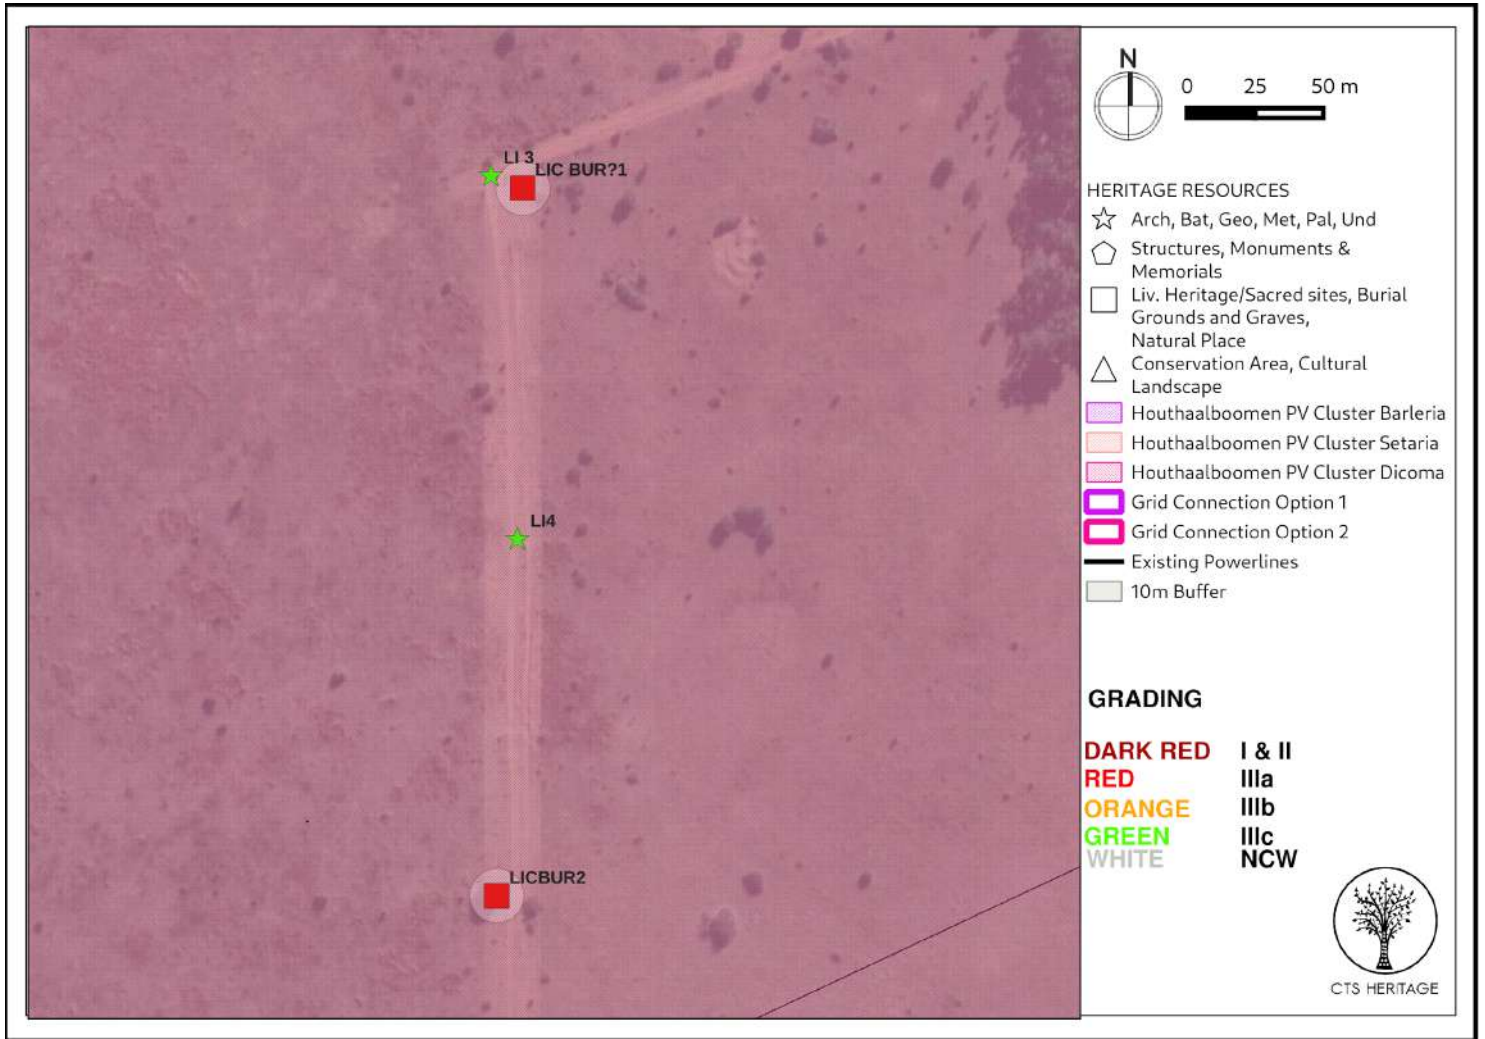 LI 3
LIC BUR?1
LI4
LICBUR2
N
0 25 50 m
HERITAGE RESOURCES
Arch, Bat, Geo, Met, Pal, Und
Structures, Monuments &
Memorials
Liv. Heritage/Sacred sites, Burial
Grounds and Graves,
Natural Place
Conservation Area, Cultural
Landscape
Houthaalboomen PV Cluster Barleria
Houthaalboomen PV Cluster Setaria
Houthaalboomen PV Cluster Dicoma
Grid Connection Option 1
Grid Connection Option 2
Existing Powerlines
10m Buffer
GRADING
DARK RED I & II
RED IIIa
ORANGE IIIb
GREEN IIIc
WHITE NCW
CTS HERITAGE